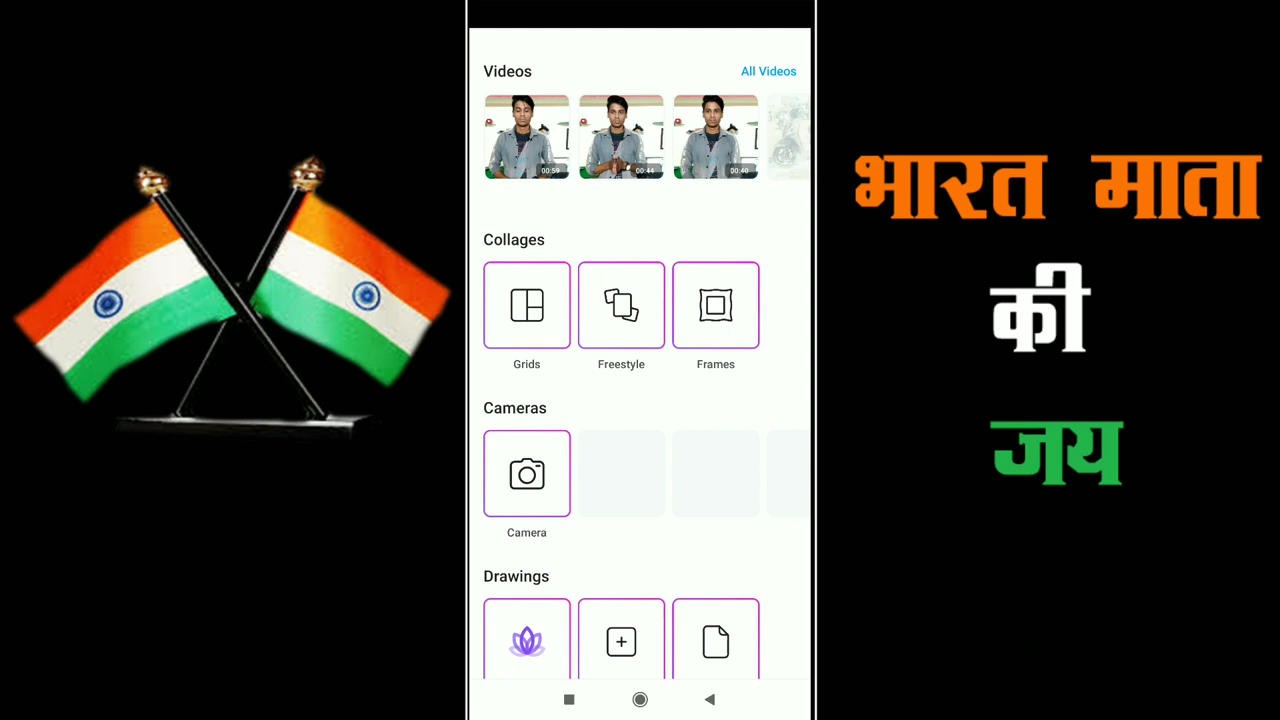 Videos All Videos
00:59 00:44 00:40
Collages
Grids Freestyle Frames
Cameras
Camera
Drawings
भारत माता
की
जय